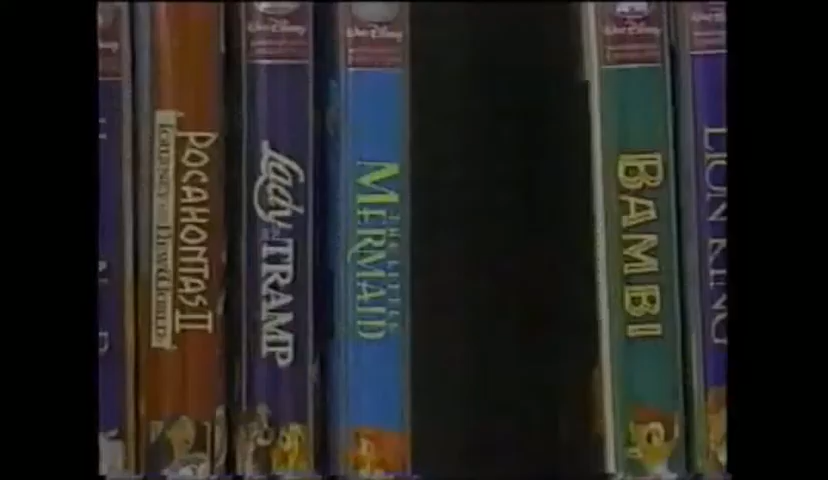 POCAHONTAS II
JOURNEY TO A NEW WORLD
WALT DISNEY
Lady
and the
TRAMP
WALT DISNEY
THE LITTLE
MERMAID
WALT DISNEY
BAMBI
WALT DISNEY
LION KING